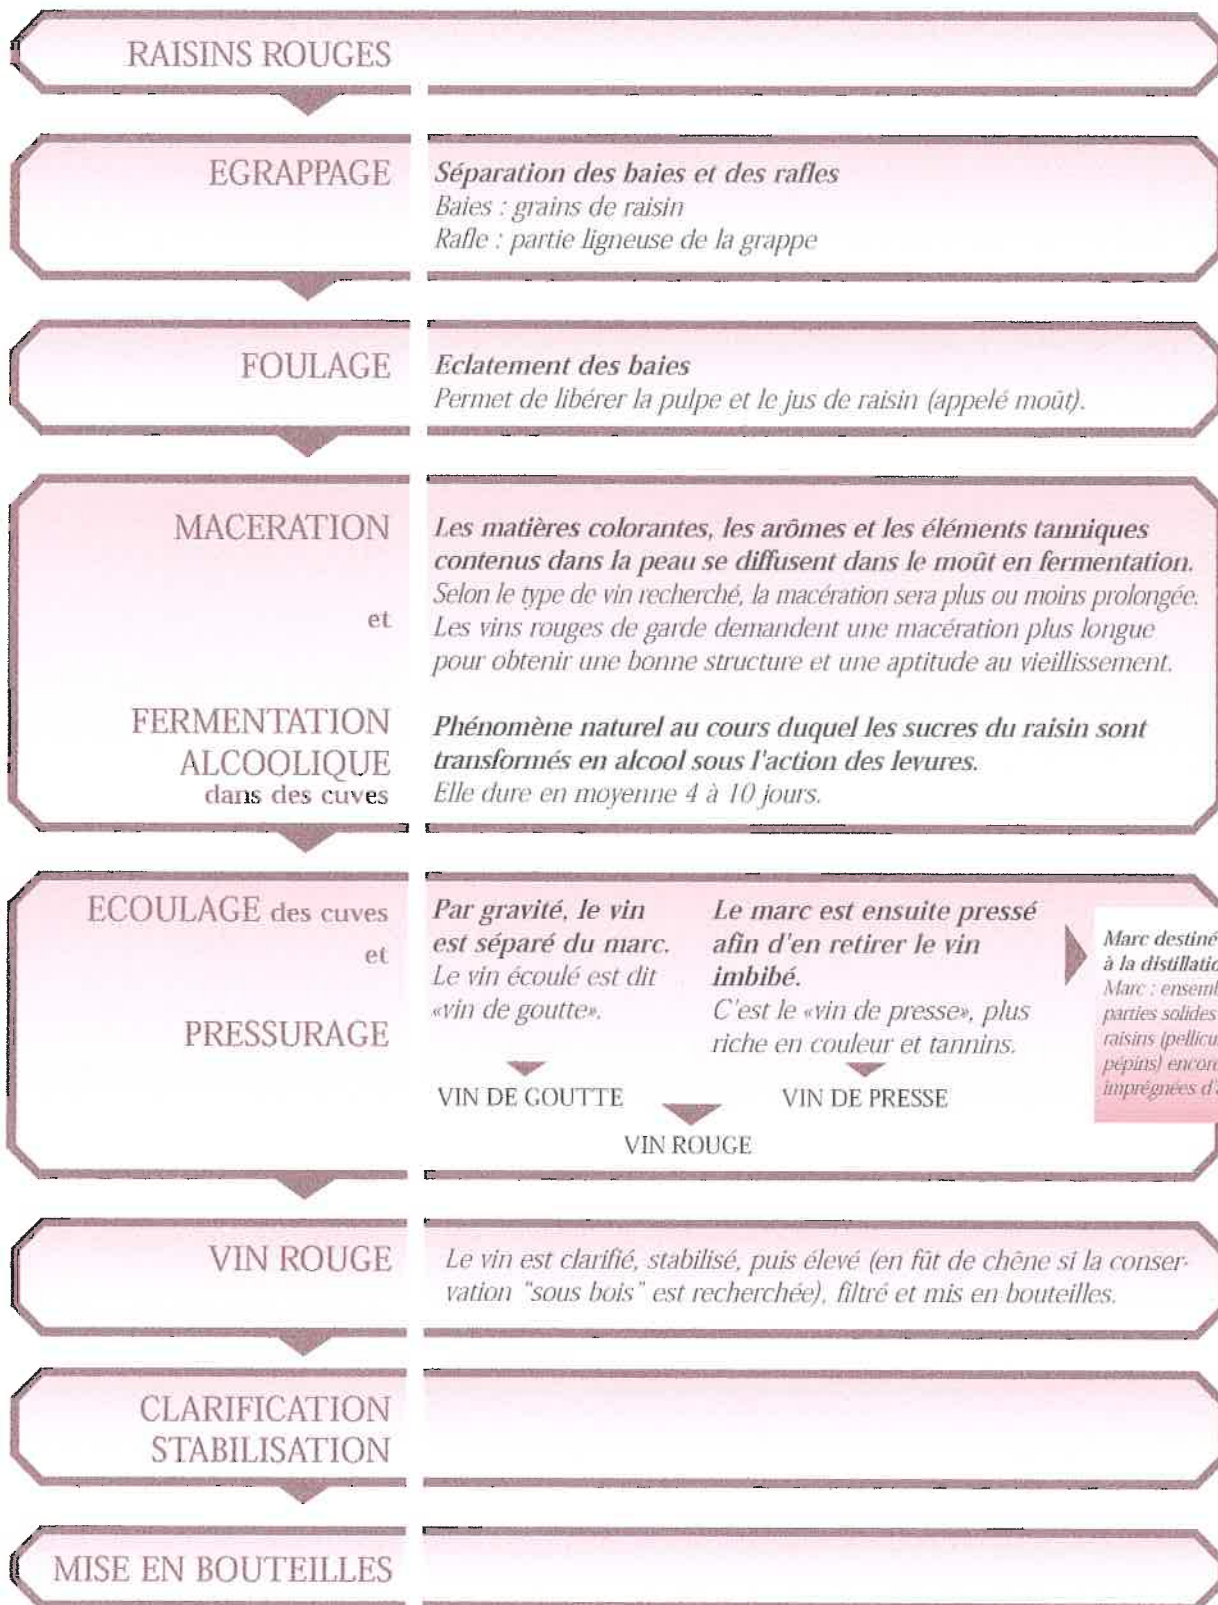 RAISINS ROUGES
EGRAPPAGE
Séparation des baies et des rafles
Baies : grains de raisin
Rafle : partie ligneuse de la grappe
FOULAGE
Eclatement des baies
Permet de libérer la pulpe et le jus de raisin (appelé moût).
MACERATION
et
FERMENTATION
ALCOOLIQUE
dans des cuves
Les matières colorantes, les arômes et les éléments tanniques
contenus dans la peau se diffusent dans le moût en fermentation.
Selon le type de vin recherché, la macération sera plus ou moins prolongée.
Les vins rouges de garde demandent une macération plus longue
pour obtenir une bonne structure et une aptitude au vieillissement.
Phénomène naturel au cours duquel les sucres du raisin sont
transformés en alcool sous l'action des levures.
Elle dure en moyenne 4 à 10 jours.
ECOULAGE des cuves
et
PRESSURAGE
Par gravité, le vin
est séparé du marc.
Le vin écoulé est dit
«vin de goutte».
VIN DE GOUTTE
Le marc est ensuite pressé
afin d'en retirer le vin
imbibé.
C'est le «vin de presse», plus
riche en couleur et tannins.
VIN DE PRESSE
VIN ROUGE
Marc destiné
à la
Marc :
parties solides
raisins
pépins)
imprégnées
VIN ROUGE
Le vin est clarifié, stabilisé, puis élevé (en fût de chêne si la conser-
vation "sous bois" est recherchée), filtré et mis en bouteilles.
CLARIFICATION
STABILISATION
MISE EN BOUTEILLES